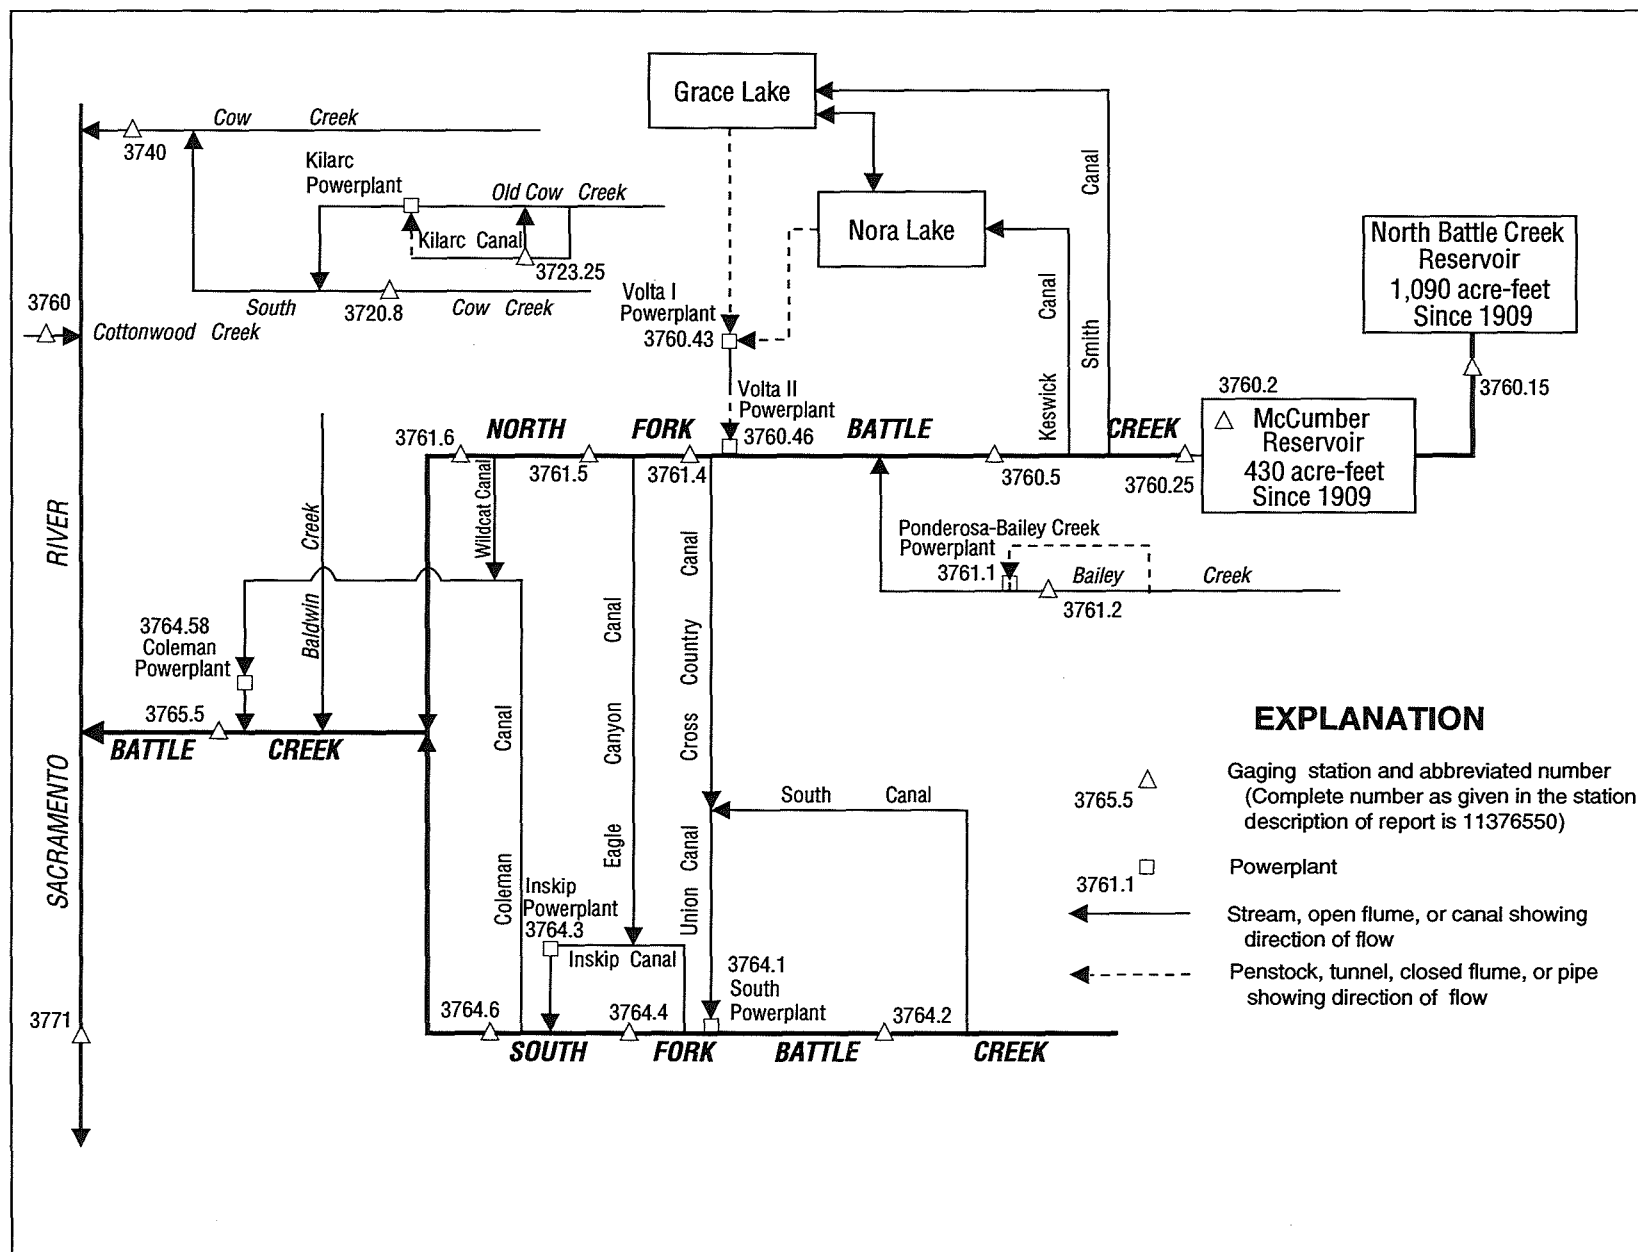 Grace Lake
Cow Creek
3740
Kilarc
Powerplant
Old Cow Creek
Kilarc Canal
3723.25
South
3720.8
Cow Creek
3760
Cottonwood Creek
Nora Lake
Canal
Smith
Canal
Keswick
North Battle Creek
Reservoir
1,090 acre-feet
Since 1909
3760.15
Volta I
Powerplant
3760.43
Volta II
Powerplant
3760.46
3760.2
McCumber
Reservoir
430 acre-feet
Since 1909
NORTH FORK BATTLE CREEK
3761.6
3761.5
3761.4
3760.5
3760.25
Wildcat Canal
Ponderosa-Bailey Creek
Powerplant
3761.1
Bailey Creek
3761.2
Baldwin Creek
3764.58
Coleman
Powerplant
3765.5
BATTLE CREEK
SACRAMENTO RIVER
Coleman Canal
Eagle Canyon Canal
Cross Country Canal
South Canal
Union Canal
Inskip
Powerplant
3764.3
Inskip Canal
3764.1
South
Powerplant
3764.6
3764.4
3764.2
SOUTH FORK BATTLE CREEK
3771
EXPLANATION
3765.5
Gaging station and abbreviated number
(Complete number as given in the station
description of report is 11376550)
3761.1
Powerplant
Stream, open flume, or canal showing
direction of flow
Penstock, tunnel, closed flume, or pipe
showing direction of flow